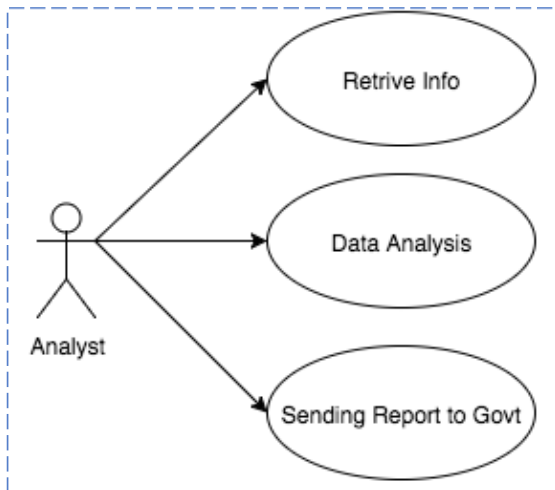 Retrive Info
Data Analysis
Analyst
Sending Report to Govt